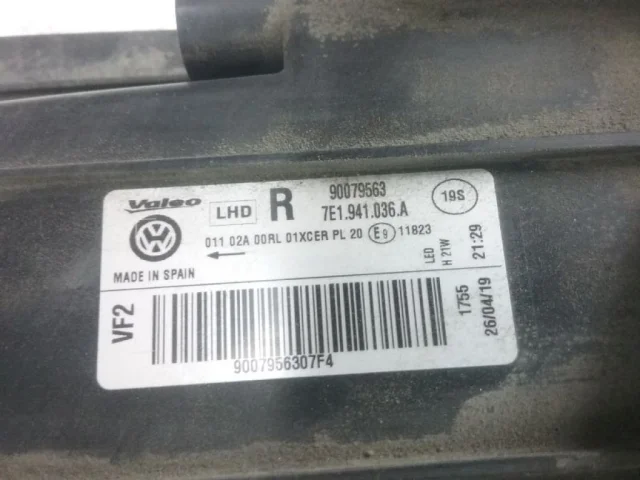 Valeo LHD R 90079563 19S
7E1.941.036.A
011 02A 00RL 01XCER PL 20 E9 11823
MADE IN SPAIN
LED
H 21W
21:29
VF2
1755
26/04/19
9007956307F4